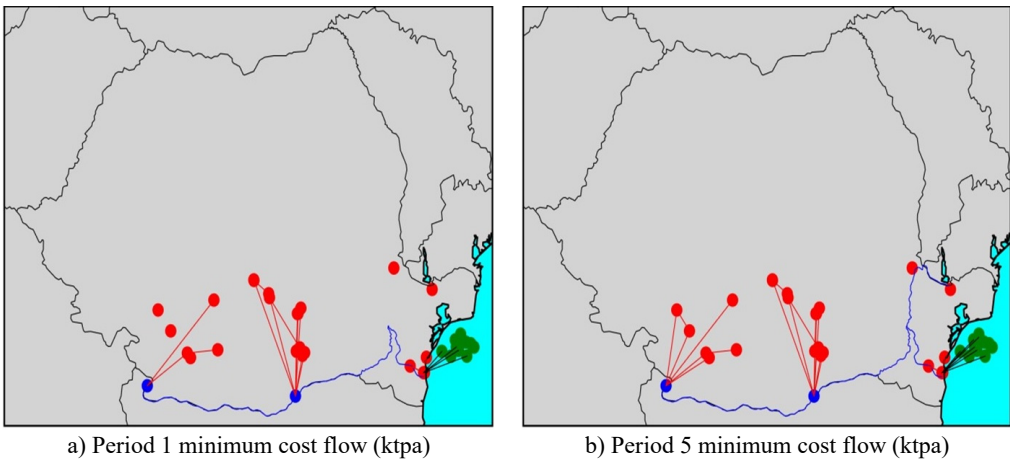 a) Period 1 minimum cost flow (ktpa)
b) Period 5 minimum cost flow (ktpa)